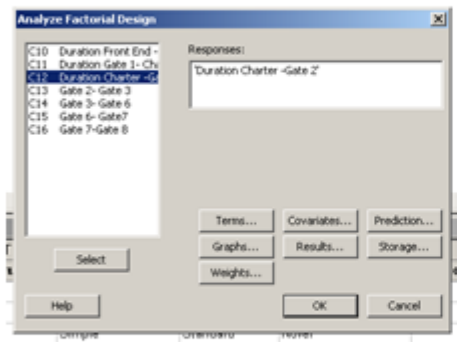 Analyze Factorial Design
C10 Duration Front End -
C11 Duration Gate 1- Ch
C12 Duration Charter -Ga
C13 Gate 2- Gate 3
C14 Gate 3- Gate 6
C15 Gate 6- Gate7
C16 Gate 7-Gate 8
Select
Responses:
'Duration Charter -Gate 2'
Terms... Covariates... Prediction...
Graphs... Results... Storage...
Weights...
Help OK Cancel
Simple Standard Novel